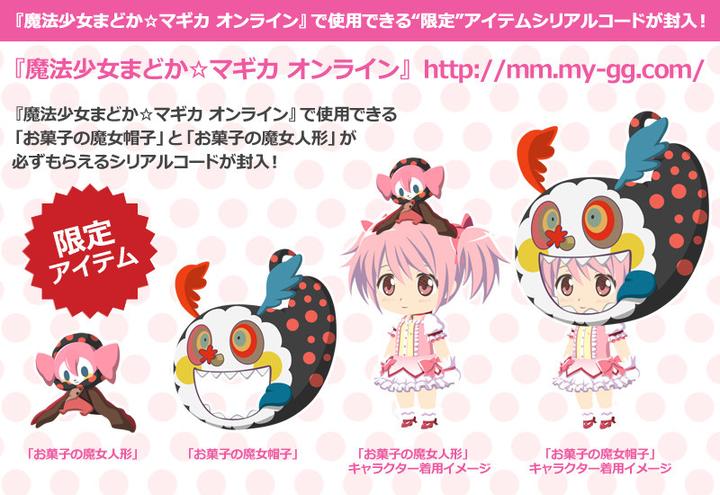 『魔法少女まどか☆マギカ オンライン』で使用できる“限定”アイテムシリアルコードが封入！
『魔法少女まどか☆マギカ オンライン』 http://mm.my-gg.com/
『魔法少女まどか☆マギカ オンライン』で使用できる
「お菓子の魔女帽子」と「お菓子の魔女人形」が
必ずもらえるシリアルコードが封入！
限定
アイテム
「お菓子の魔女人形」
「お菓子の魔女帽子」
「お菓子の魔女人形」
キャラクター着用イメージ
「お菓子の魔女帽子」
キャラクター着用イメージ